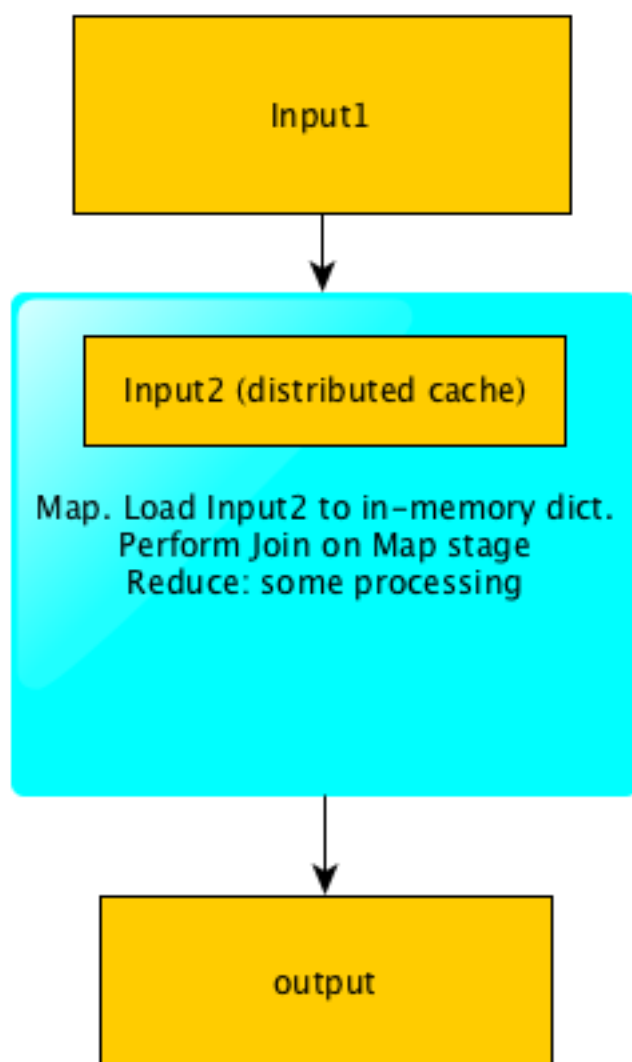 Input1
Input2 (distributed cache)
Map. Load Input2 to in-memory dict.
Perform Join on Map stage
Reduce: some processing
output